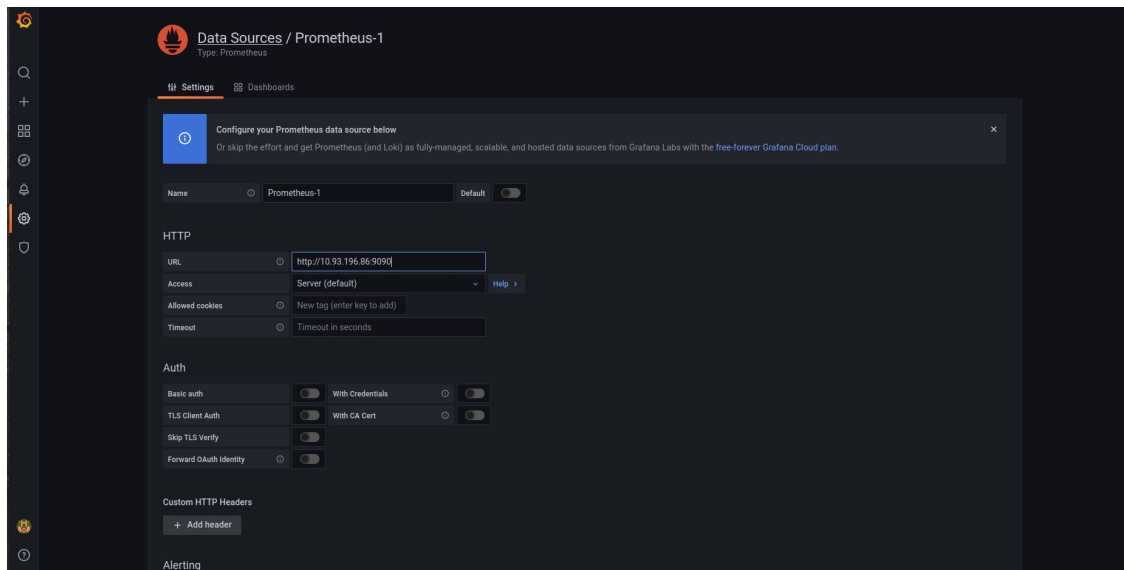 Data Sources / Prometheus-1
Type: Prometheus
Settings Dashboards
Configure your Prometheus data source below
Or skip the effort and get Prometheus (and Loki) as fully-managed, scalable, and hosted data sources from Grafana Labs with the free-forever Grafana Cloud plan.
Name Prometheus-1 Default
HTTP
URL http://10.93.196.86:9090
Access Server (default) Help >
Allowed cookies New tag (enter key to add)
Timeout Timeout in seconds
Auth
Basic auth With Credentials
TLS Client Auth With CA Cert
Skip TLS Verify
Forward OAuth Identity
Custom HTTP Headers
+ Add header
Alerting